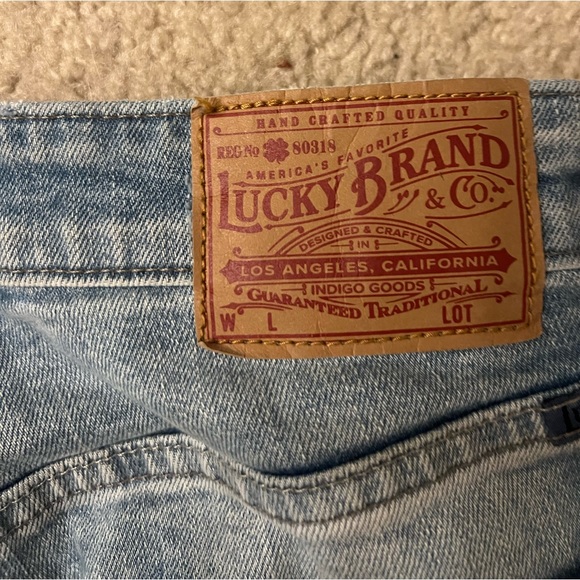 HAND CRAFTED QUALITY
REG No 80318
AMERICA'S FAVORITE
LUCKY BRAND
& CO.
DESIGNED & CRAFTED
IN
LOS ANGELES, CALIFORNIA
INDIGO GOODS
GUARANTEED TRADITIONAL
W L LOT